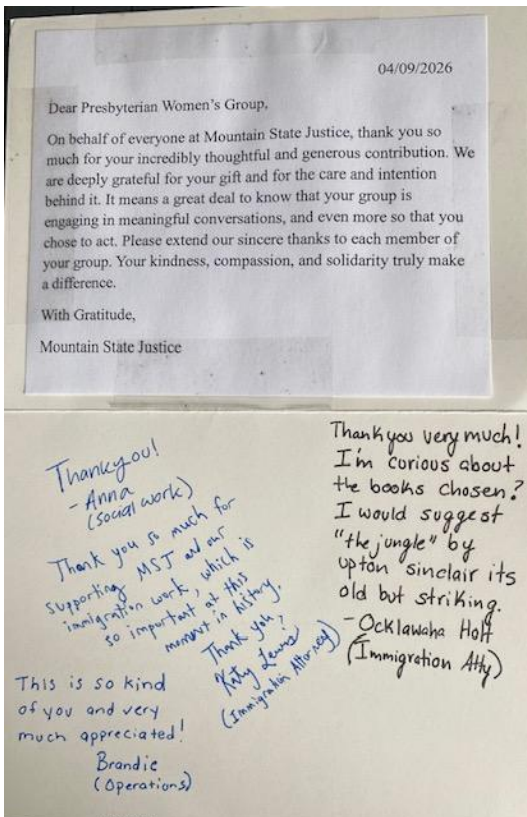 04/09/2026
Dear Presbyterian Women's Group,
On behalf of everyone at Mountain State Justice, thank you so
much for your incredibly thoughtful and generous contribution. We
are deeply grateful for your gift and for the care and intention
behind it. It means a great deal to know that your group is
engaging in meaningful conversations, and even more so that you
chose to act. Please extend our sincere thanks to each member of
your group. Your kindness, compassion, and solidarity truly make
a difference.
With Gratitude,
Mountain State Justice
Thankyou!
- Anna
(social work)
Thank you so much for
supporting MSJ and our
immigration work, which is
so important at this
moment in history.
Thank you,
Katy Lewis
(Immigration Attorney)
This is so kind
of you and very
much appreciated!
Brandie
(Operations)
Thank you very much!
I'm curious about
the books chosen?
I would suggest
"the jungle" by
upton sinclair its
old but striking.
- Ocklawaha Holt
(Immigration Atty)